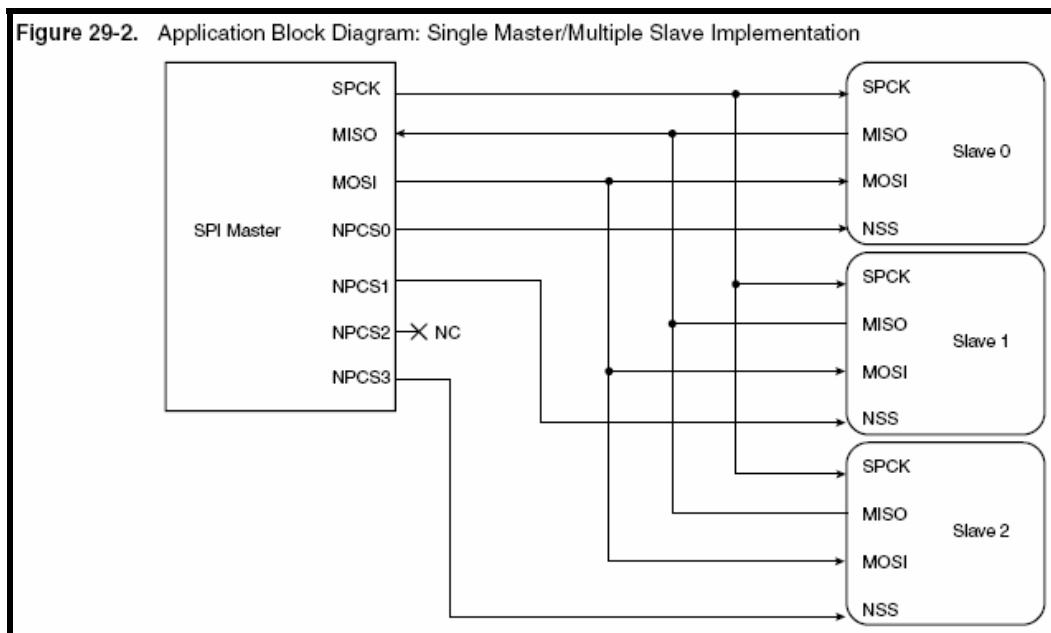 Figure 29-2. Application Block Diagram: Single Master/Multiple Slave Implementation
SPI Master
SPCK
MISO
MOSI
NPCS0
NPCS1
NPCS2
NC
NPCS3
SPCK
MISO
Slave 0
MOSI
NSS
SPCK
MISO
Slave 1
MOSI
NSS
SPCK
MISO
Slave 2
MOSI
NSS